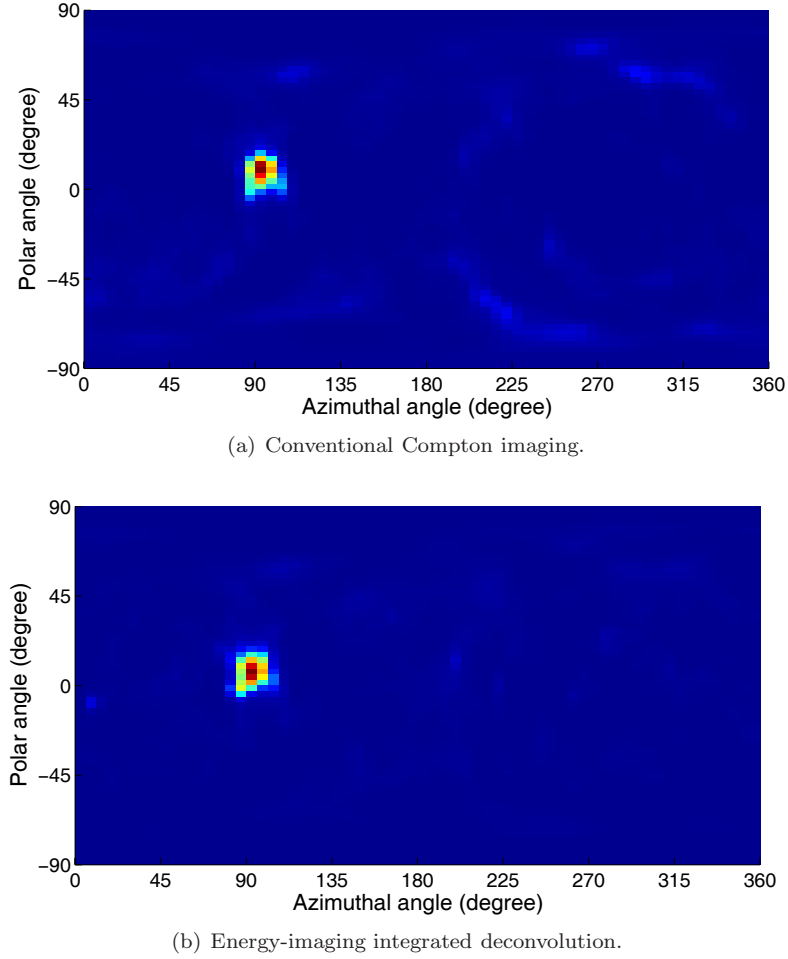 90
45
0
−45
−90
Polar angle (degree)
0 45 90 135 180 225 270 315 360
Azimuthal angle (degree)
(a) Conventional Compton imaging.
90
45
0
−45
−90
Polar angle (degree)
0 45 90 135 180 225 270 315 360
Azimuthal angle (degree)
(b) Energy-imaging integrated deconvolution.